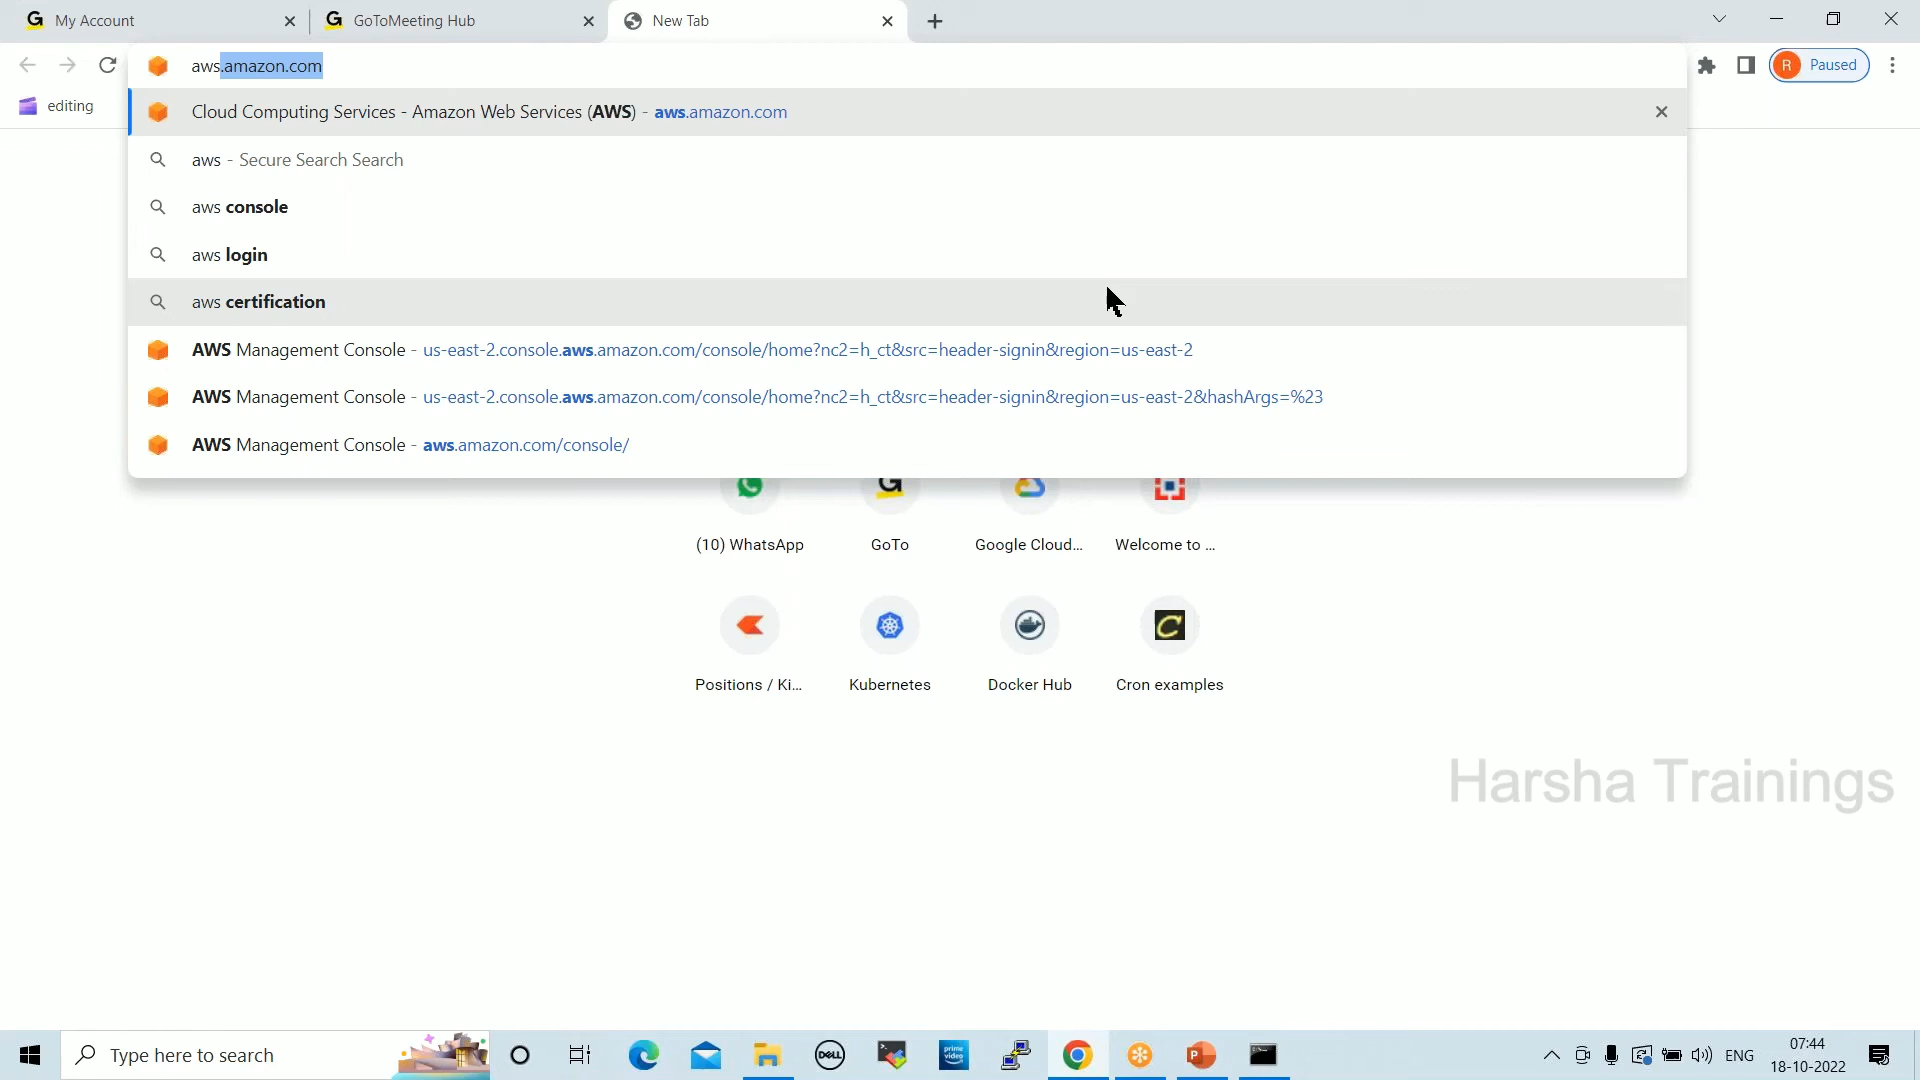 My Account
GoToMeeting Hub
New Tab
aws.amazon.com
R Paused
editing
Cloud Computing Services - Amazon Web Services (AWS) - aws.amazon.com
aws - Secure Search Search
aws console
aws login
aws certification
AWS Management Console - us-east-2.console.aws.amazon.com/console/home?nc2=h_ct&src=header-signin&region=us-east-2
AWS Management Console - us-east-2.console.aws.amazon.com/console/home?nc2=h_ct&src=header-signin&region=us-east-2&hashArgs=%23
AWS Management Console - aws.amazon.com/console/
(10) WhatsApp
GoTo
Google Cloud...
Welcome to ...
Positions / Ki...
Kubernetes
Docker Hub
Cron examples
Harsha Trainings
Type here to search
DELL
prime video
ENG
07:44
18-10-2022